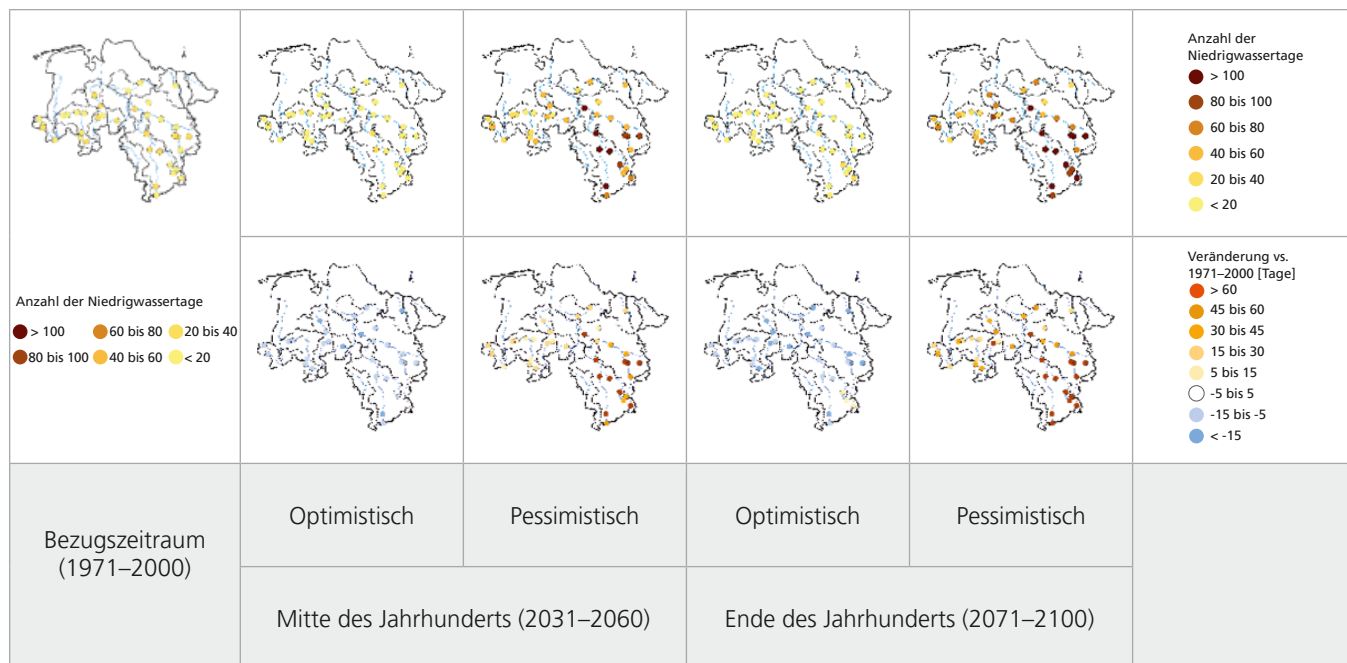 Anzahl der
Niedrigwassertage
> 100
80 bis 100
60 bis 80
40 bis 60
20 bis 40
< 20
Anzahl der Niedrigwassertage
> 100
60 bis 80
20 bis 40
80 bis 100
40 bis 60
< 20
Veränderung vs.
1971–2000 [Tage]
> 60
45 bis 60
30 bis 45
15 bis 30
5 bis 15
-5 bis 5
-15 bis -5
< -15
Bezugszeitraum
(1971–2000)
Optimistisch
Pessimistisch
Optimistisch
Pessimistisch
Mitte des Jahrhunderts (2031–2060)
Ende des Jahrhunderts (2071–2100)